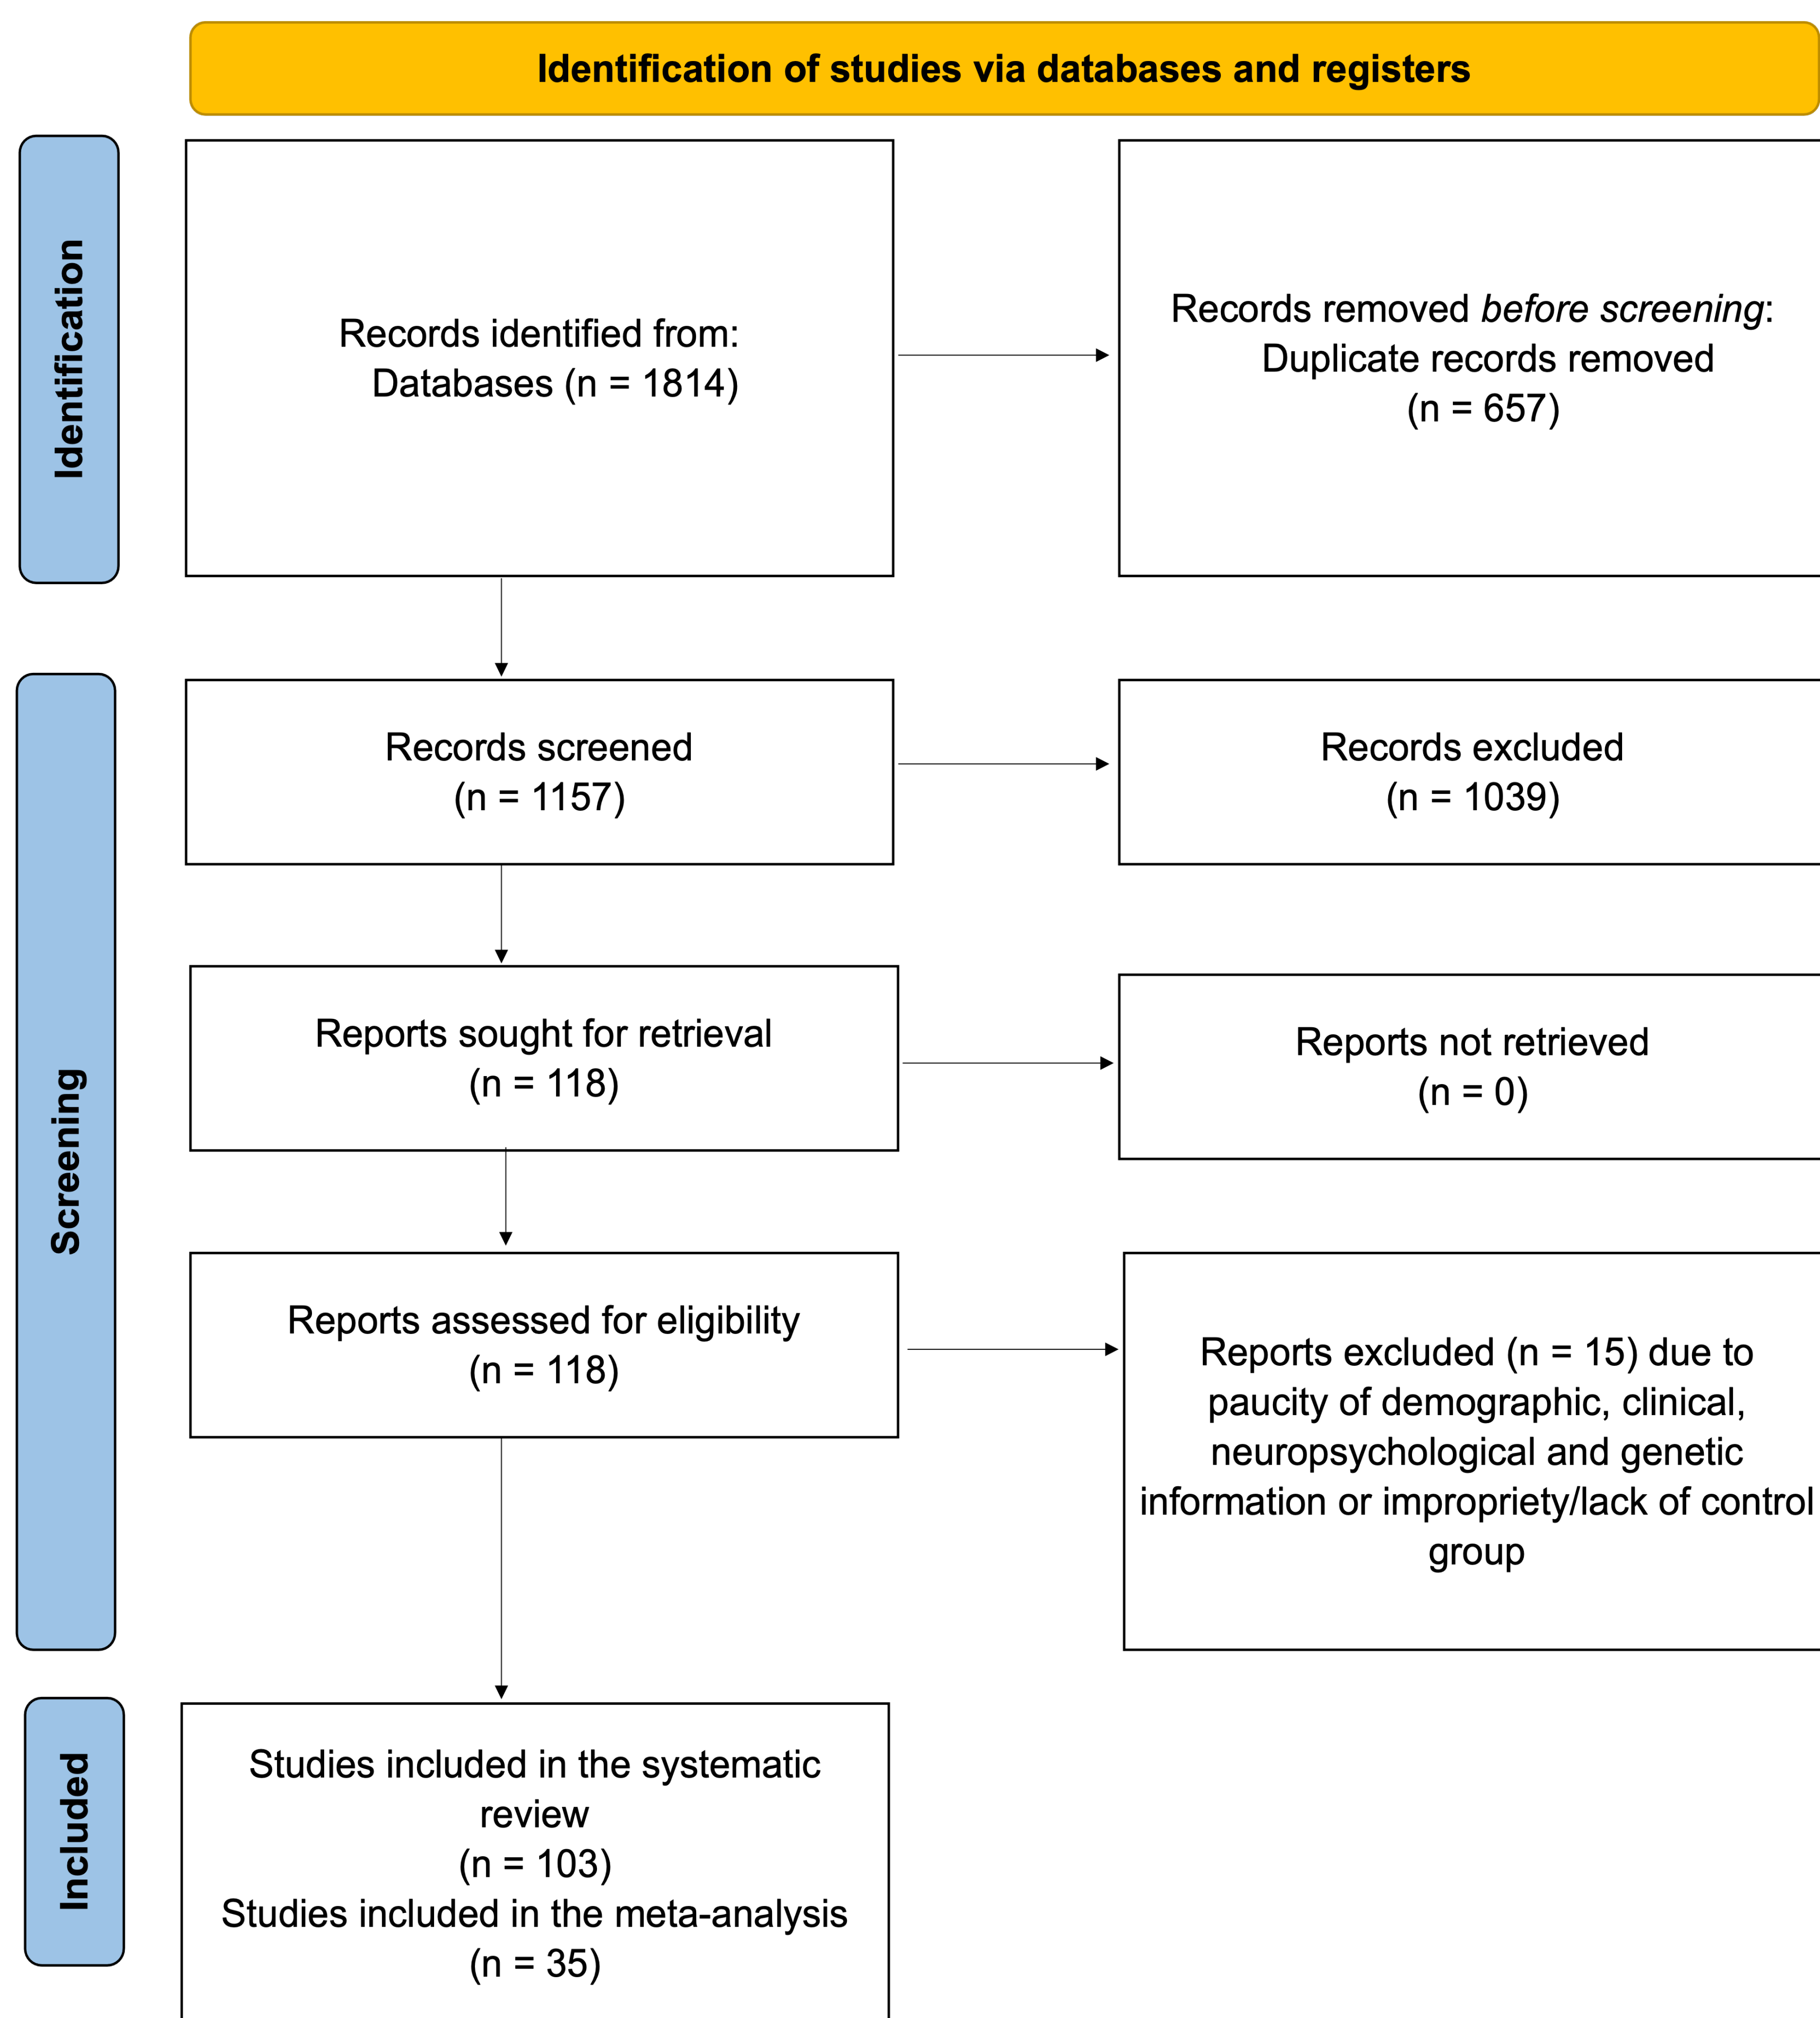 Identification of studies via databases and registers
Identification
Records identified from:
Databases (n = 1814)
Records removed before screening:
Duplicate records removed
(n = 657)
Screening
Records screened
(n = 1157)
Records excluded
(n = 1039)
Reports sought for retrieval
(n = 118)
Reports not retrieved
(n = 0)
Reports assessed for eligibility
(n = 118)
Reports excluded (n = 15) due to
paucity of demographic, clinical,
neuropsychological and genetic
information or impropriety/lack of control
group
Included
Studies included in the systematic
review
(n = 103)
Studies included in the meta-analysis
(n = 35)